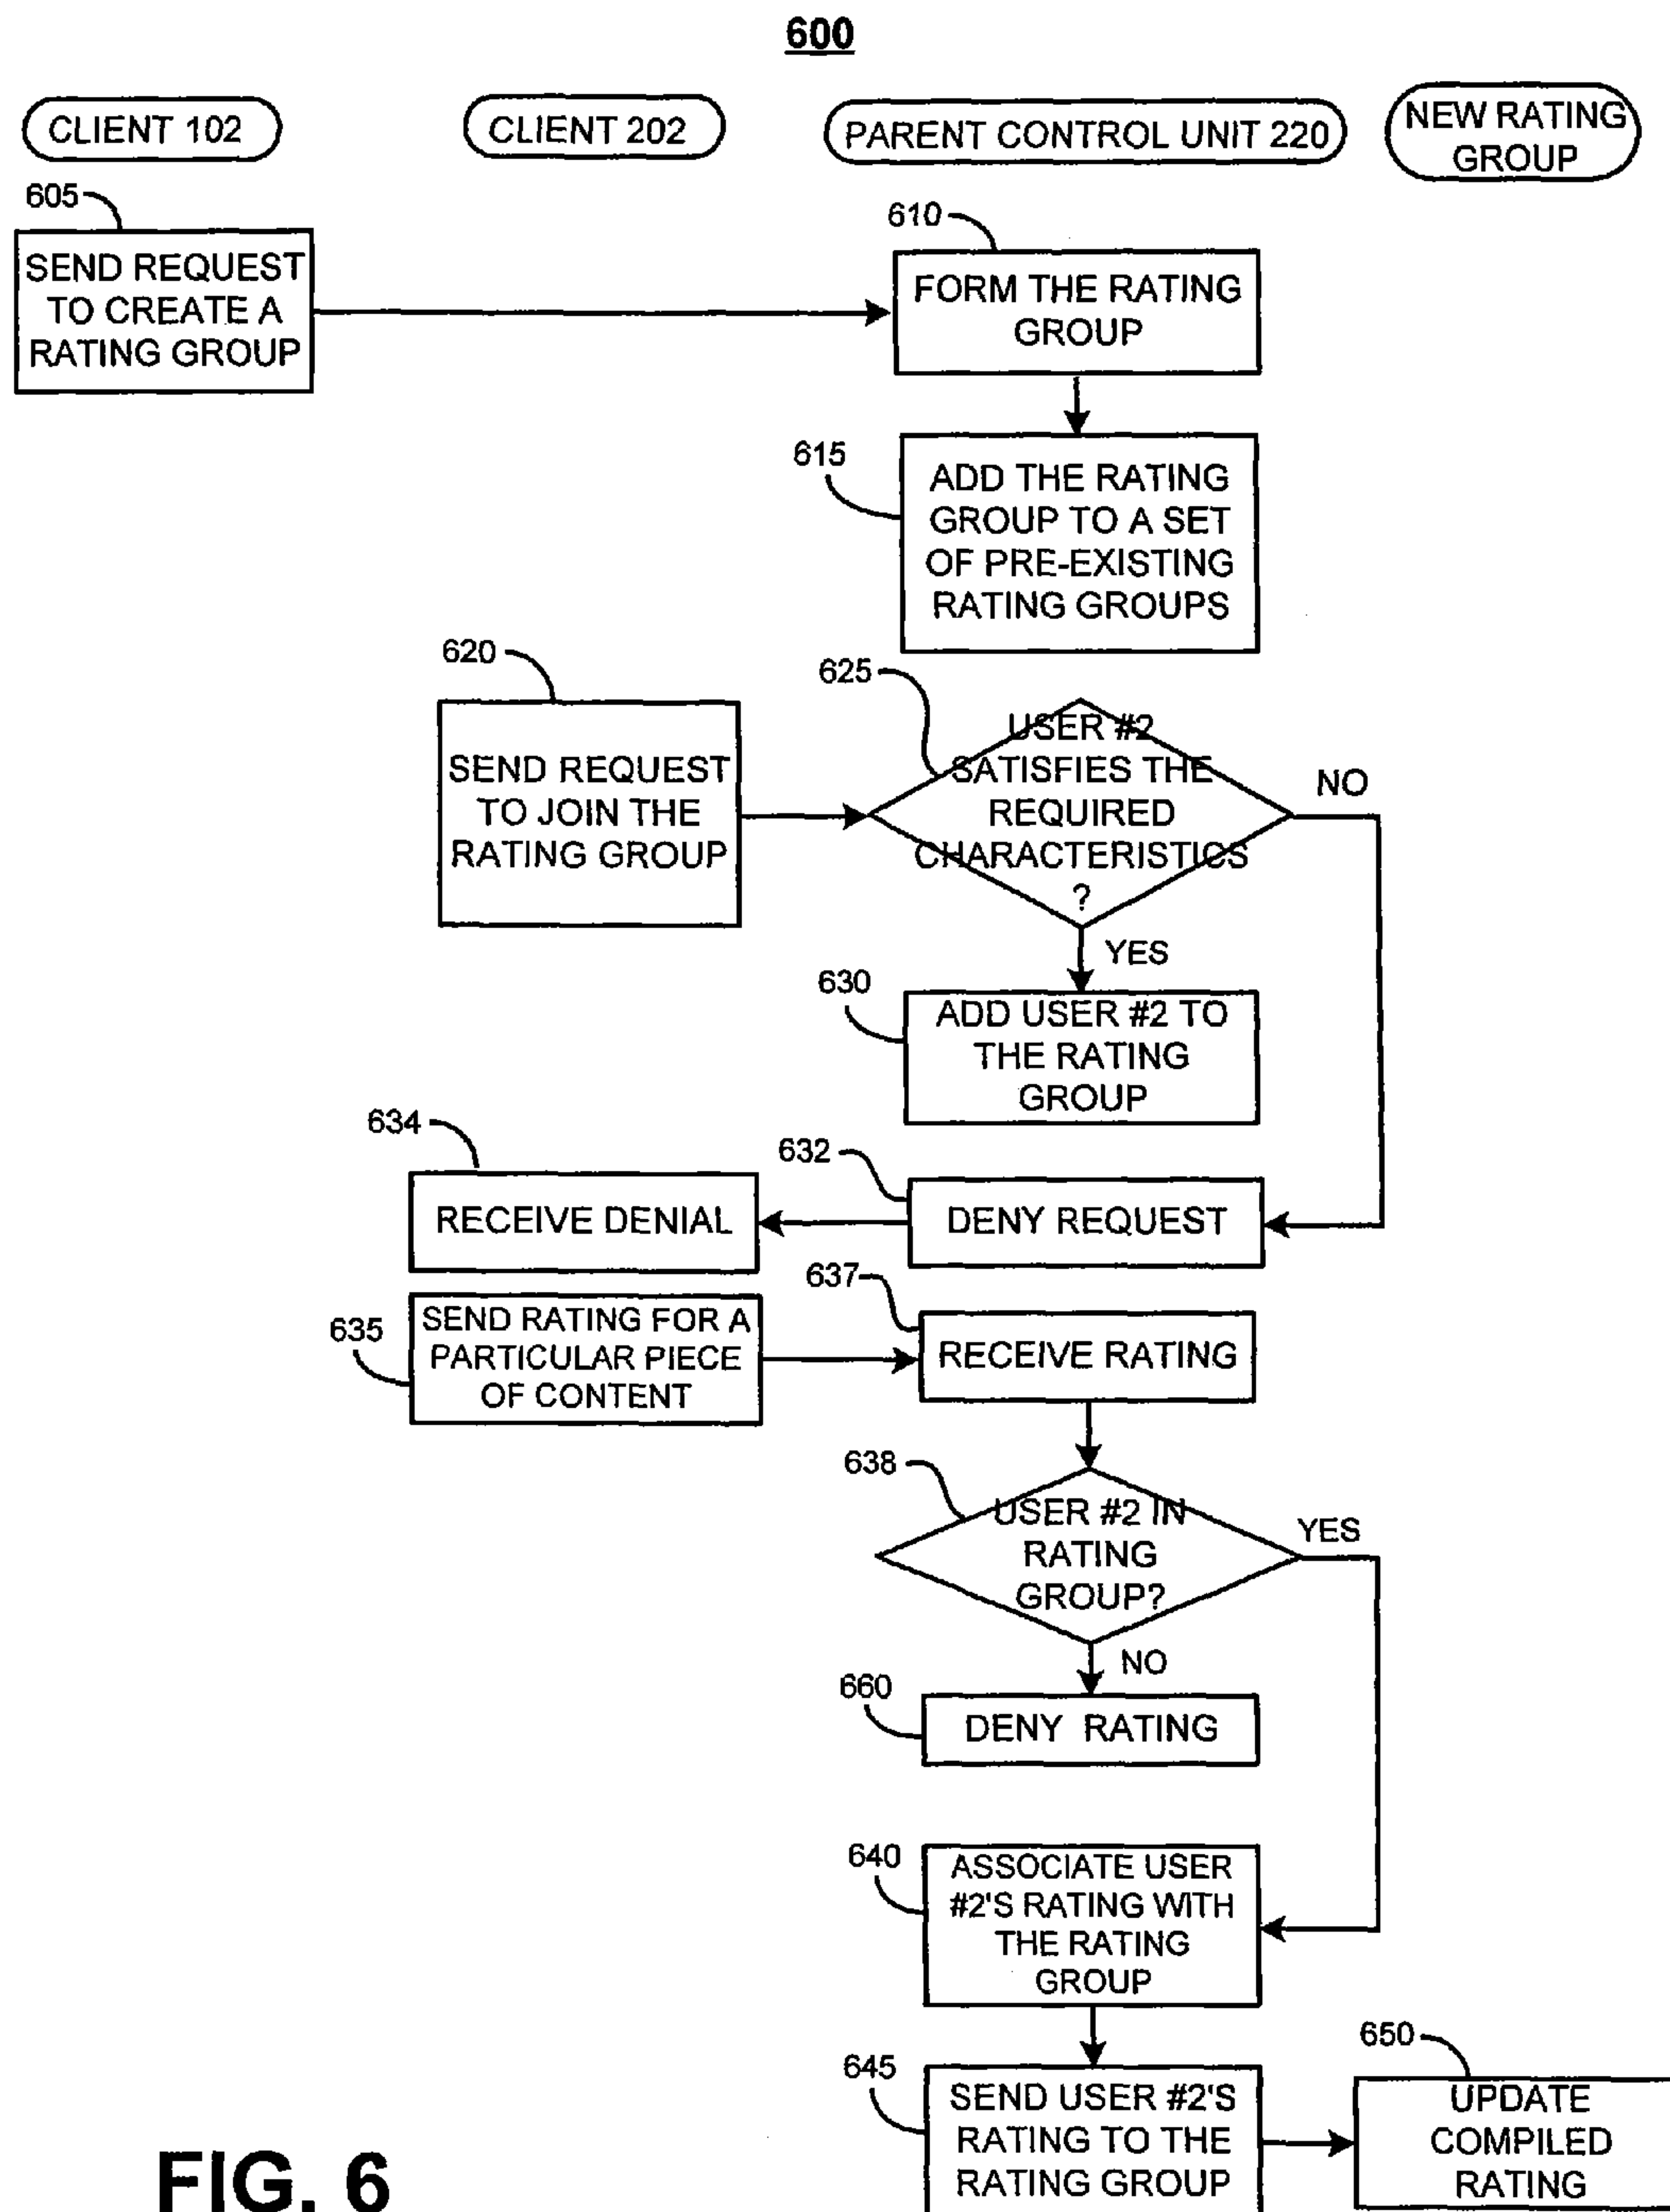 600
CLIENT 102
CLIENT 202
PARENT CONTROL UNIT 220
NEW RATING
GROUP
605
SEND REQUEST
TO CREATE A
RATING GROUP
610
FORM THE RATING
GROUP
615
ADD THE RATING
GROUP TO A SET
OF PRE-EXISTING
RATING GROUPS
620
SEND REQUEST
TO JOIN THE
RATING GROUP
625
USER #2
SATISFIES THE
REQUIRED
CHARACTERISTICS
?
NO
YES
630
ADD USER #2 TO
THE RATING
GROUP
634
RECEIVE DENIAL
632
DENY REQUEST
635
SEND RATING FOR A
PARTICULAR PIECE
OF CONTENT
637
RECEIVE RATING
638
USER #2 IN
RATING
GROUP?
YES
NO
660
DENY RATING
640
ASSOCIATE USER
#2'S RATING WITH
THE RATING
GROUP
645
SEND USER #2'S
RATING TO THE
RATING GROUP
650
UPDATE
COMPILED
RATING
FIG. 6